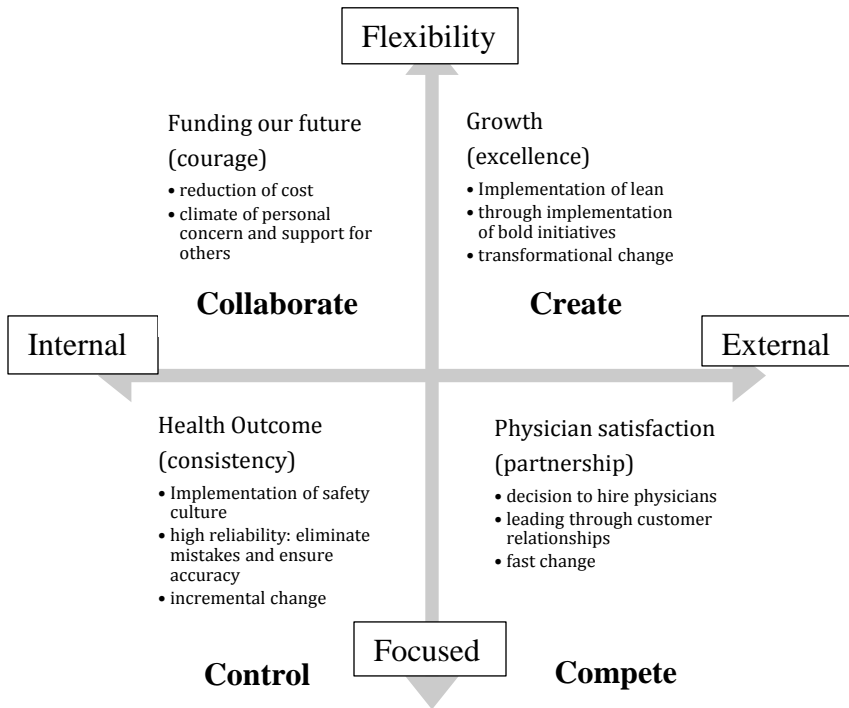 Flexibility
Funding our future
(courage)
• reduction of cost
• climate of personal
concern and support for
others
Collaborate
Growth
(excellence)
• Implementation of lean
• through implementation
of bold initiatives
• transformational change
Create
Internal
External
Health Outcome
(consistency)
• Implementation of safety
culture
• high reliability: eliminate
mistakes and ensure
accuracy
• incremental change
Control
Physician satisfaction
(partnership)
• decision to hire physicians
• leading through customer
relationships
• fast change
Compete
Focused